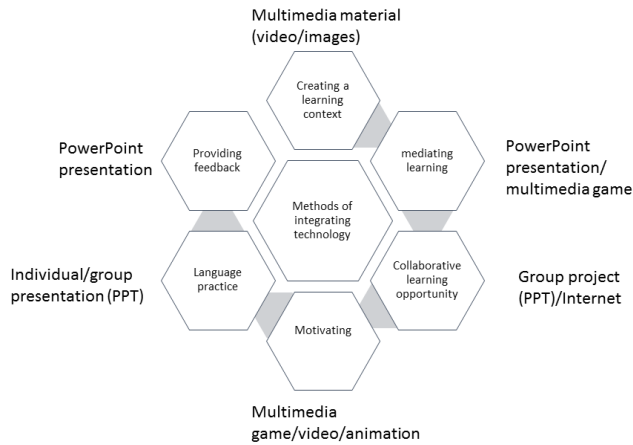 Multimedia material
(video/images)
Creating a
learning
context
PowerPoint
presentation
Providing
feedback
mediating
learning
PowerPoint
presentation/
multimedia game
Methods of
integrating
technology
Individual/group
presentation (PPT)
Language
practice
Collaborative
learning
opportunity
Group project
(PPT)/Internet
Motivating
Multimedia
game/video/animation